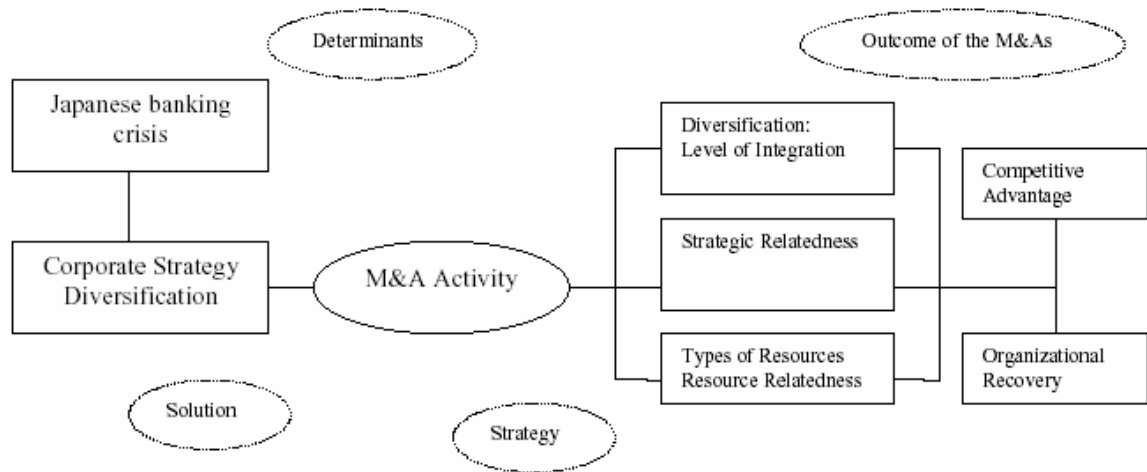 Determinants
Outcome of the M&As
Japanese banking
crisis
Diversification:
Level of Integration
Competitive
Advantage
Corporate Strategy
Diversification
M&A Activity
Strategic Relatedness
Types of Resources
Resource Relatedness
Organizational
Recovery
Solution
Strategy